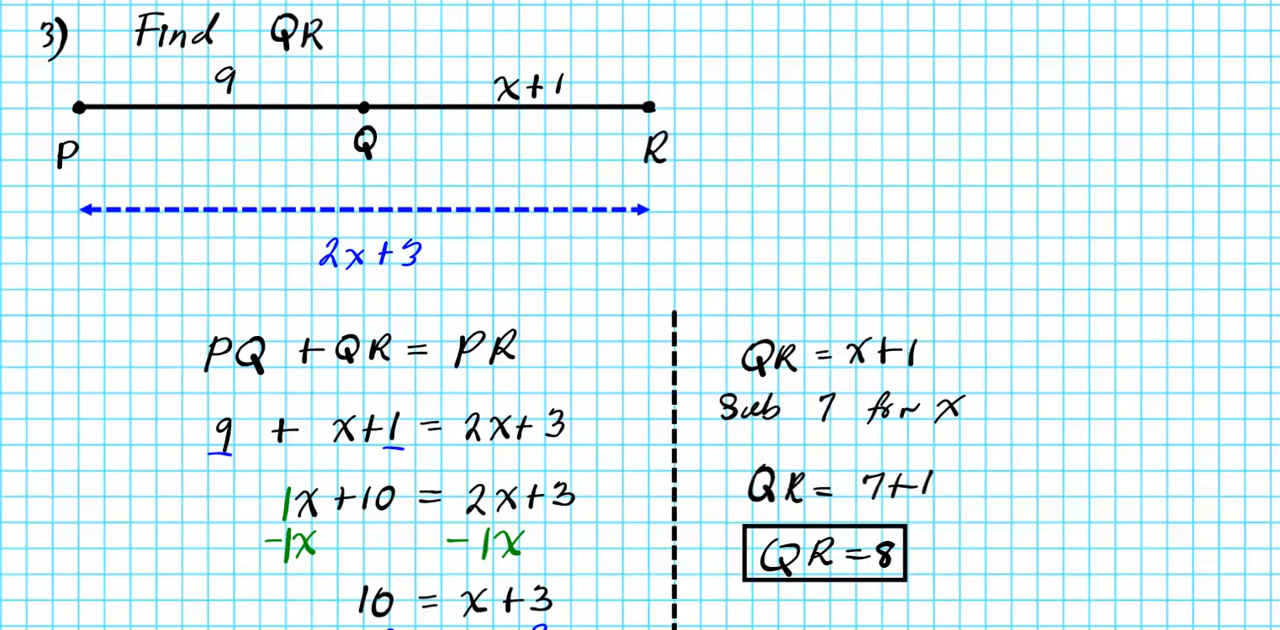 3) Find QR
9 x+1
P Q R
2x+3
PQ + QR = PR
9 + x+1 = 2x+3
1x+10 = 2x+3
-1x -1x
10 = x+3
QR = x+1
Sub 7 for x
QR = 7+1
QR = 8